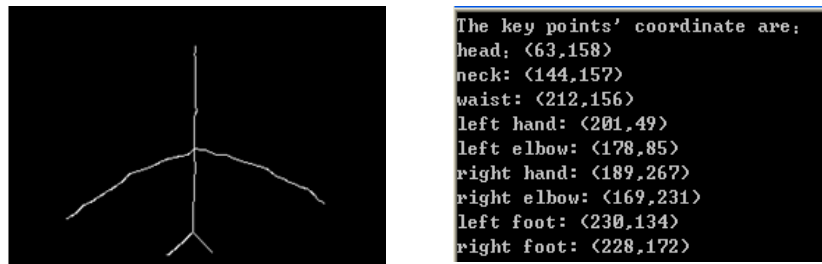 The key points' coordinate are:
head: (63,158)
neck: (144,157)
waist: (212,156)
left hand: (201,49)
left elbow: (178,85)
right hand: (189,267)
right elbow: (169,231)
left foot: (230,134)
right foot: (228,172)